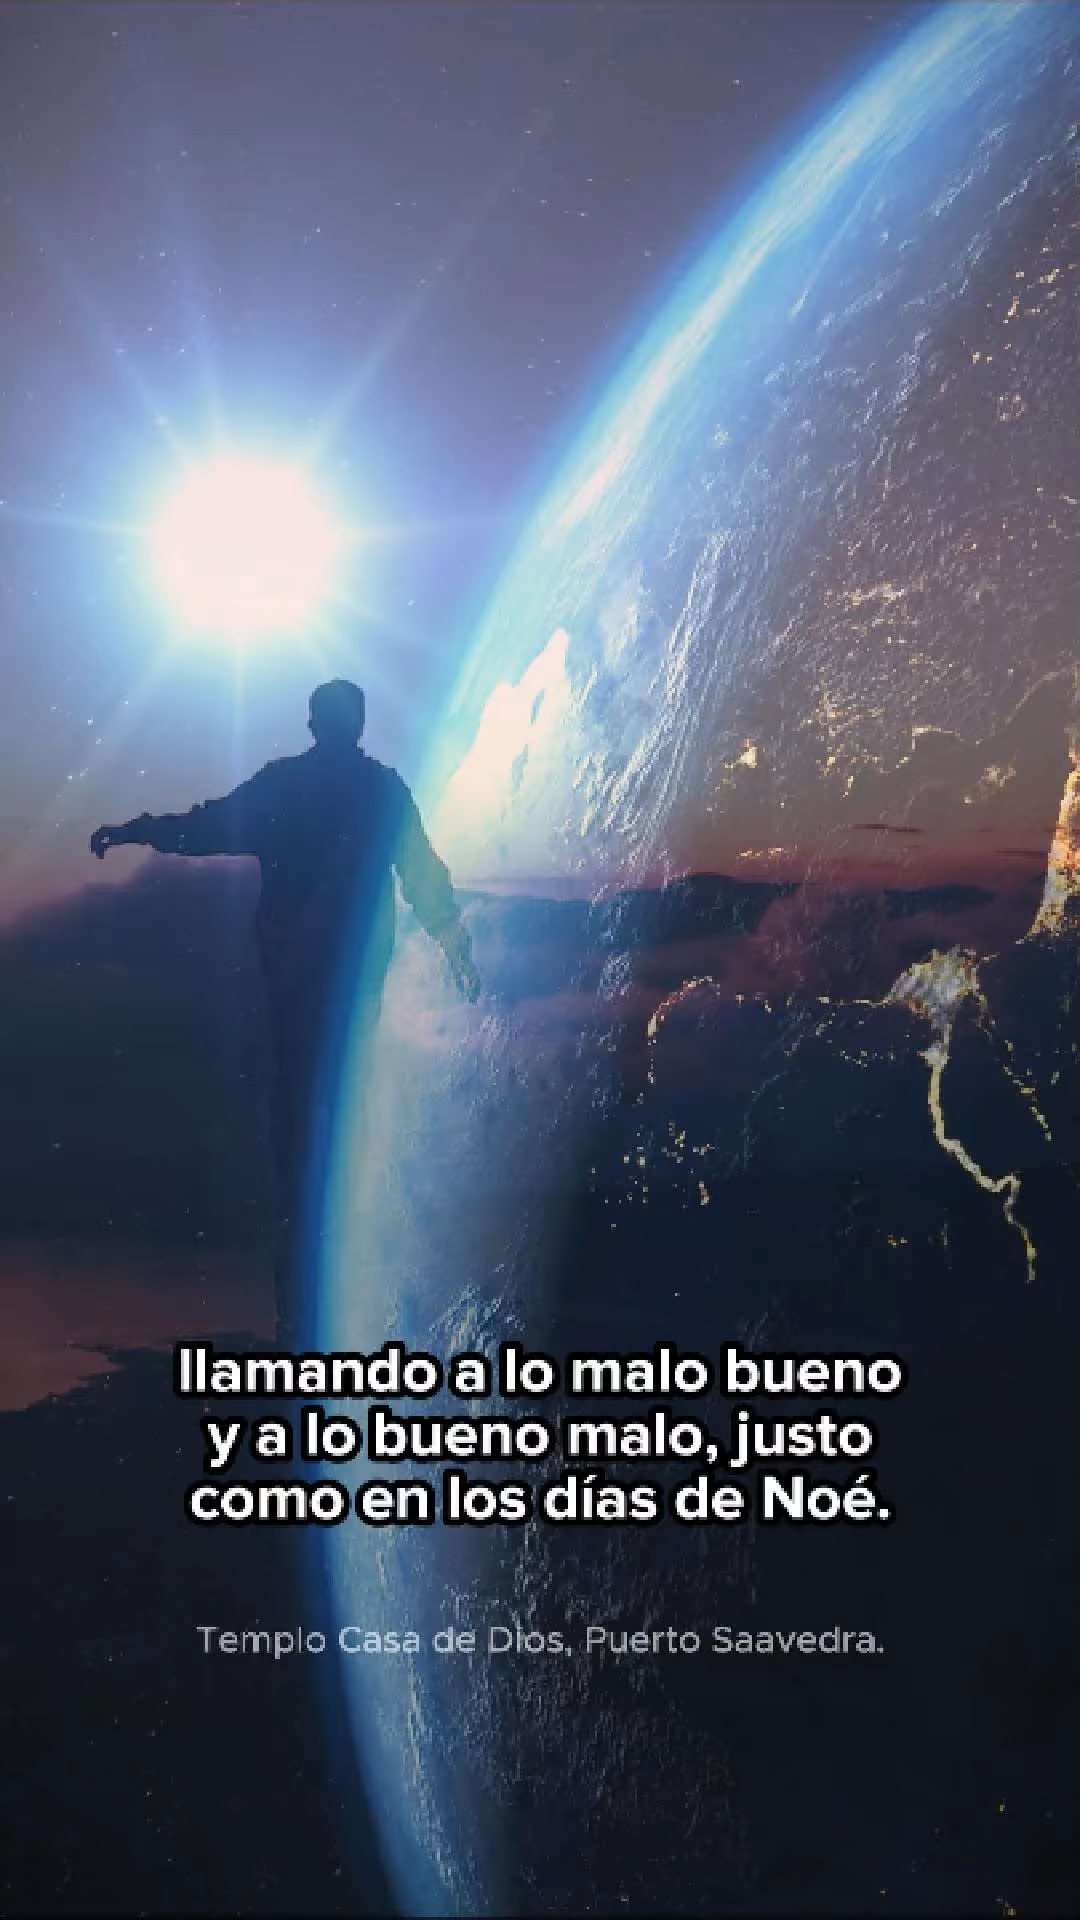 llamando a lo malo bueno
y a lo bueno malo, justo
como en los días de Noé.
Templo Casa de Dios, Puerto Saavedra.